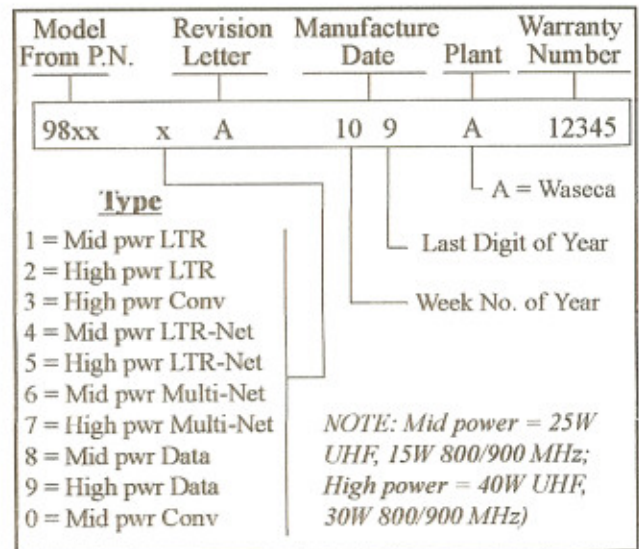 Model Revision Manufacture Warranty
From P.N. Letter Date Plant Number
98xx x A 10 9 A 12345
A = Waseca
Type
1 = Mid pwr LTR
Last Digit of Year
2 = High pwr LTR
3 = High pwr Conv
Week No. of Year
4 = Mid pwr LTR-Net
5 = High pwr LTR-Net
6 = Mid pwr Multi-Net
7 = High pwr Multi-Net
8 = Mid pwr Data
9 = High pwr Data
0 = Mid pwr Conv
NOTE: Mid power = 25W
UHF, 15W 800/900 MHz;
High power = 40W UHF,
30W 800/900 MHz)